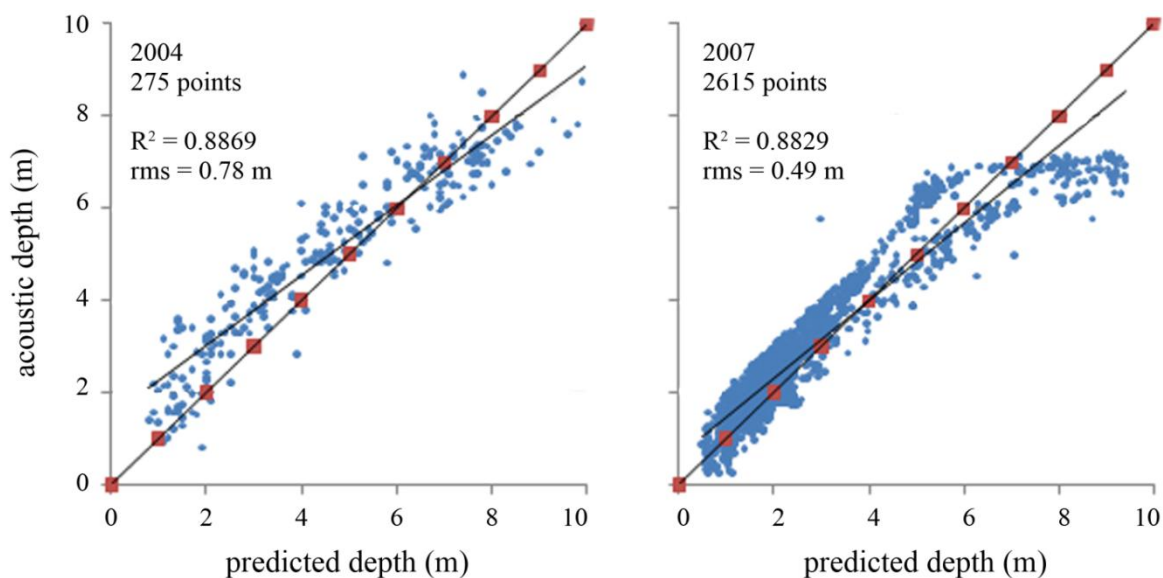 acoustic depth (m)
10
8
6
4
2
0
2004
275 points
R² = 0.8869
rms = 0.78 m
0 2 4 6 8 10
predicted depth (m)
2007
2615 points
R² = 0.8829
rms = 0.49 m
0 2 4 6 8 10
predicted depth (m)